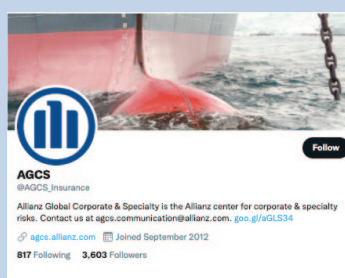 Follow
AGCS
@AGCS_Insurance
Allianz Global Corporate & Specialty is the Allianz center for corporate & specialty
risks. Contact us at agcs.communication@allianz.com. goo.gl/aGLS34
agcs.allianz.com Joined September 2012
817 Following 3,603 Followers